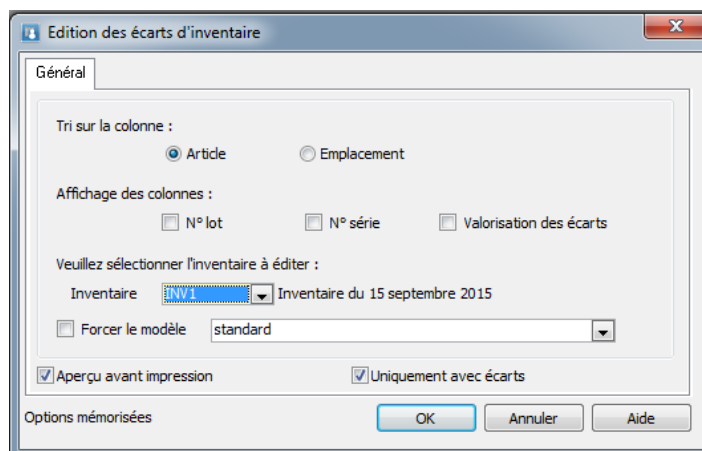 Edition des écarts d'inventaire
Général
Tri sur la colonne :
Article Emplacement
Affichage des colonnes :
N° lot N° série Valorisation des écarts
Veuillez sélectionner l'inventaire à éditer :
Inventaire INV1 Inventaire du 15 septembre 2015
Forcer le modèle standard
Aperçu avant impression Uniquement avec écarts
Options mémorisées OK Annuler Aide